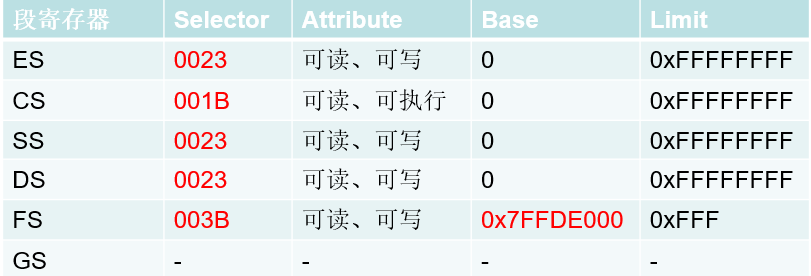 段寄存器 Selector Attribute Base Limit
ES 0023 可读、可写 0 0xFFFFFFFF
CS 001B 可读、可执行 0 0xFFFFFFFF
SS 0023 可读、可写 0 0xFFFFFFFF
DS 0023 可读、可写 0 0xFFFFFFFF
FS 003B 可读、可写 0x7FFDE000 0xFFF
GS - - - -